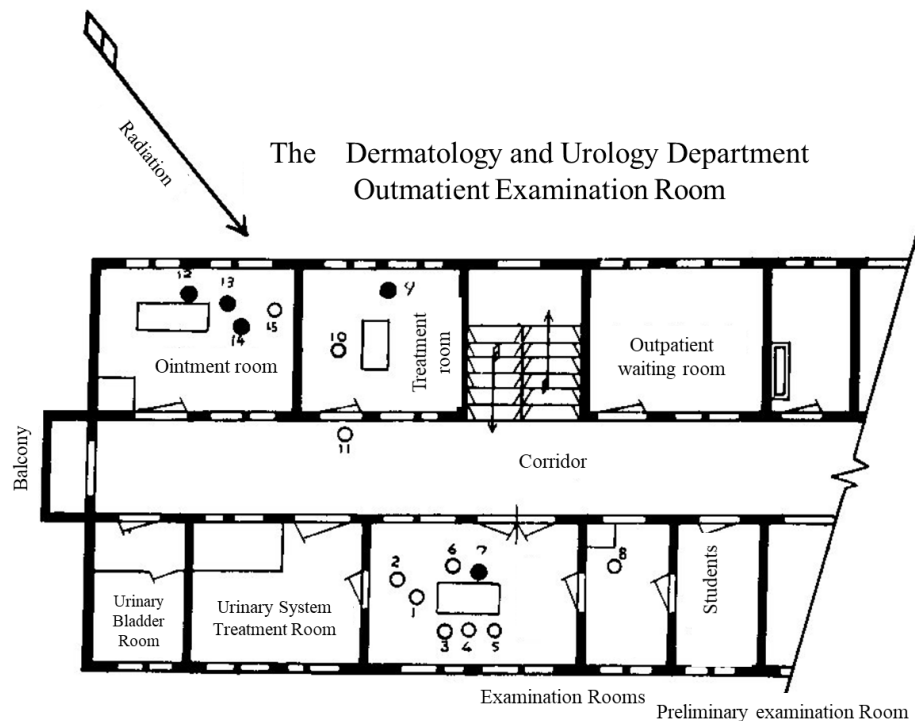 Radiation
The Dermatology and Urology Department
Outmatient Examination Room
12
13
14
15
Ointment room
9
10
Treatment
room
Outpatient
waiting room
11
Balcony
Corridor
2
6
7
1
3
4
5
8
Students
Urinary
Bladder
Room
Urinary System
Treatment Room
Examination Rooms
Preliminary examination Room